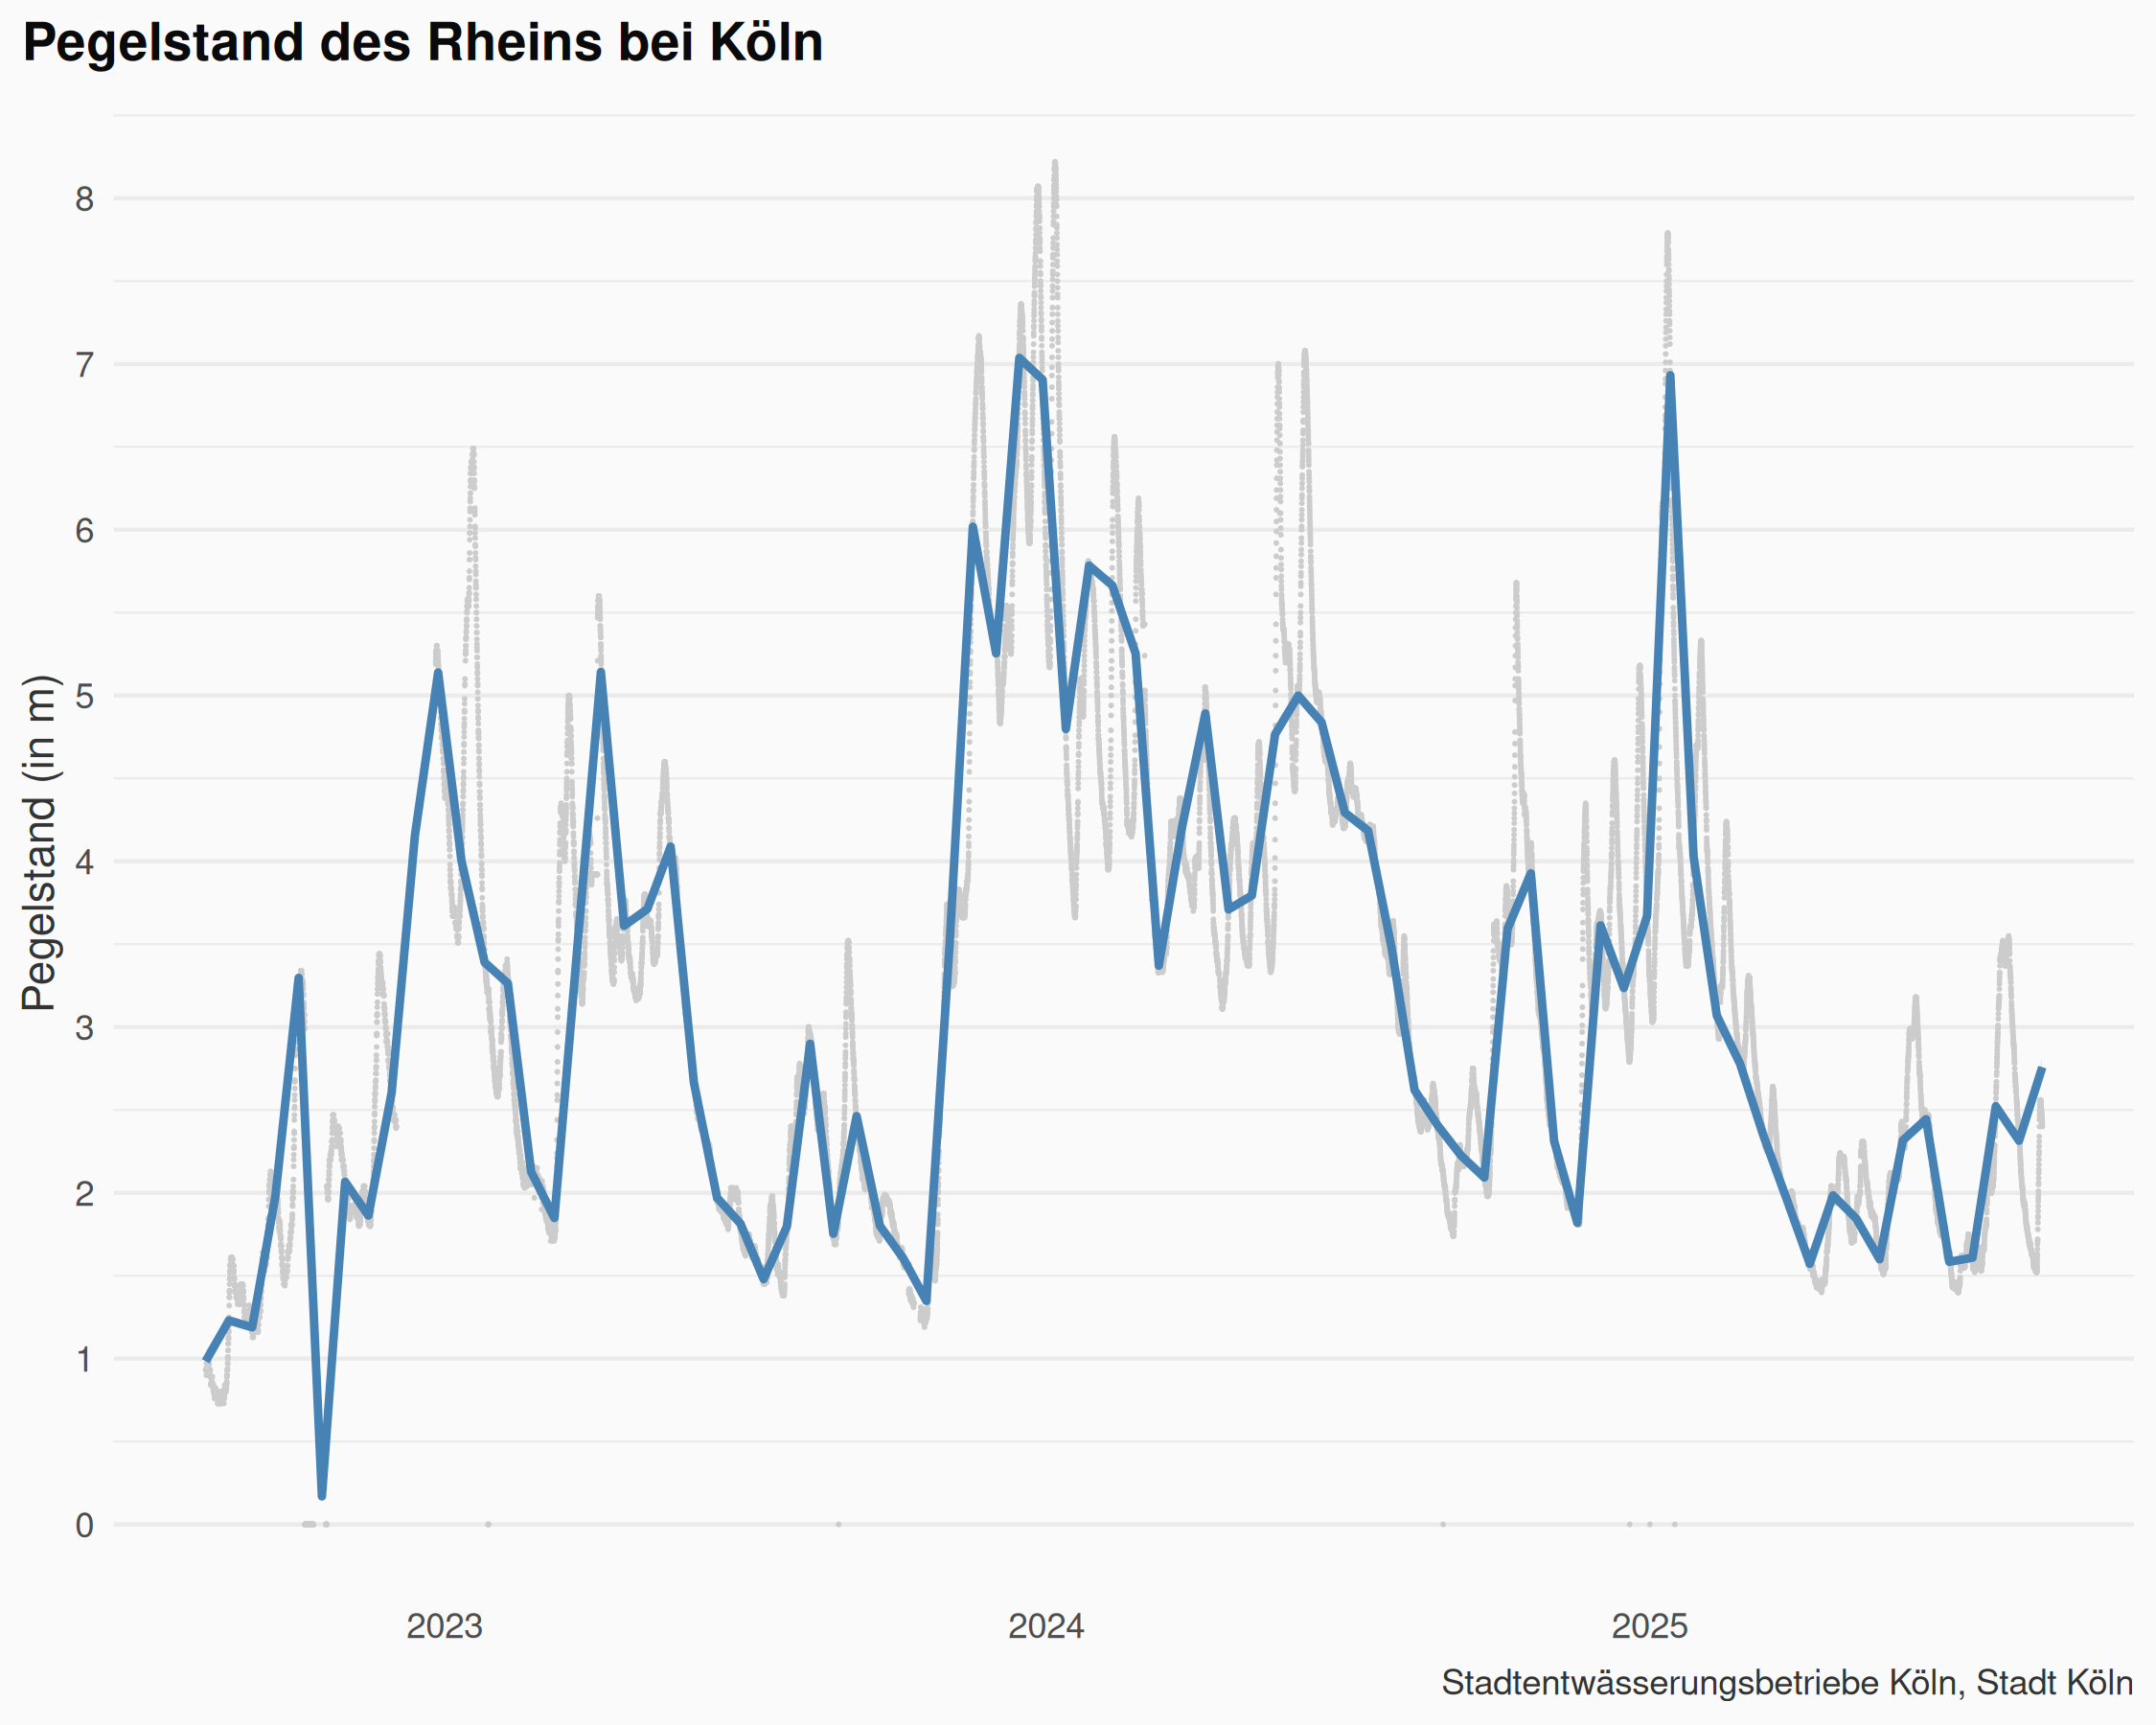 Pegelstand des Rheins bei Köln
Pegelstand (in m)
8
7
6
5
4
3
2
1
0
2023 2024 2025
Stadtentwässerungsbetriebe Köln, Stadt Köln